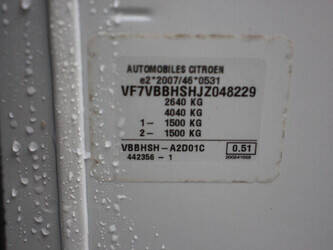 AUTOMOBILES CITROEN
e2*2007/46*0531
VF7VBBHSHJZ048229
2640 KG
4040 KG
1- 1500 KG
2- 1500 KG
VBBHSH-A2D01C 0.51
442356 - 1